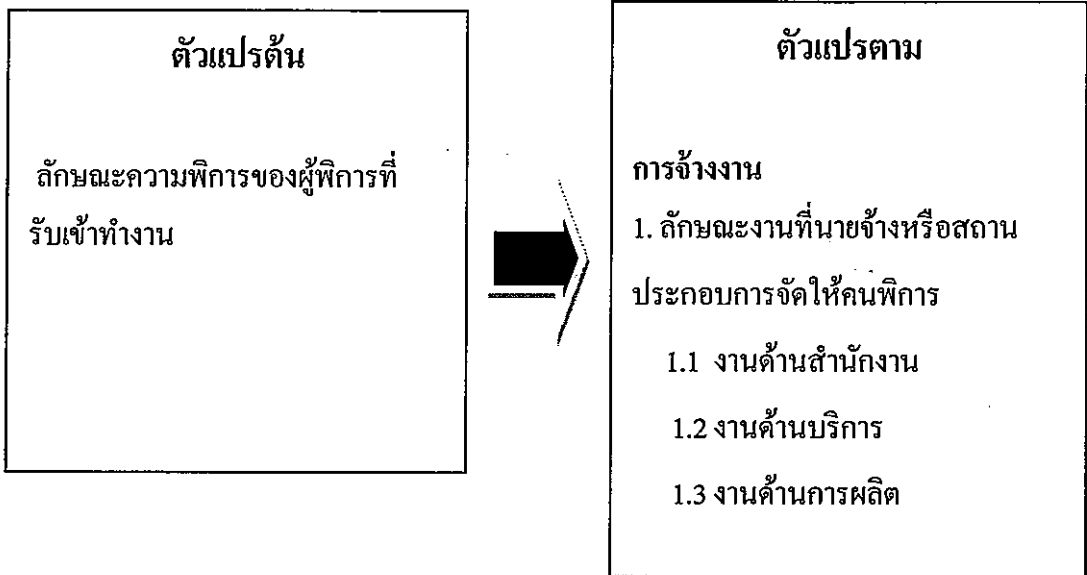 ตัวแปรต้น
ลักษณะความพิการของผู้พิการที่
รับเข้าทำงาน
ตัวแปรตาม
การจ้างงาน
1. ลักษณะงานที่นายจ้างหรือสถาน
ประกอบการจัดให้คนพิการ
1.1 งานด้านสำนักงาน
1.2 งานด้านบริการ
1.3 งานด้านการผลิต